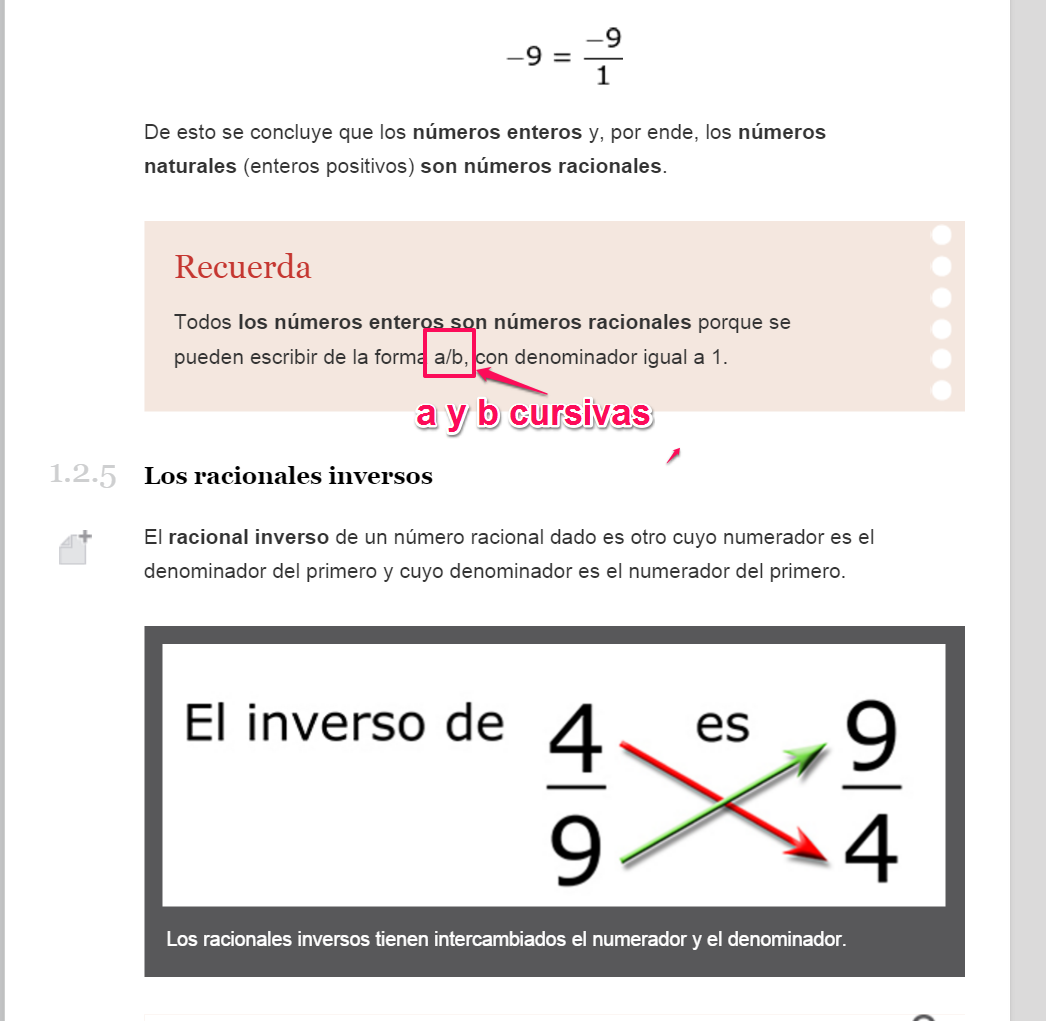 −9 = −9/1
De esto se concluye que los números enteros y, por ende, los números
naturales (enteros positivos) son números racionales.
Recuerda
Todos los números enteros son números racionales porque se
pueden escribir de la forma a/b, con denominador igual a 1.
a y b cursivas
1.2.5 Los racionales inversos
El racional inverso de un número racional dado es otro cuyo numerador es el
denominador del primero y cuyo denominador es el numerador del primero.
El inverso de 4/9 es 9/4
Los racionales inversos tienen intercambiados el numerador y el denominador.